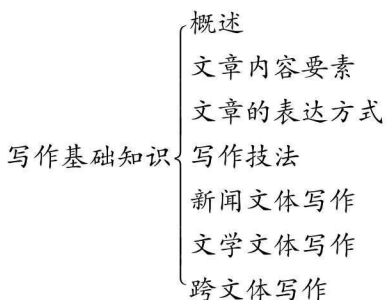 概述
文章内容要素
文章的表达方式
写作基础知识
写作技法
新闻文体写作
文学文体写作
跨文体写作